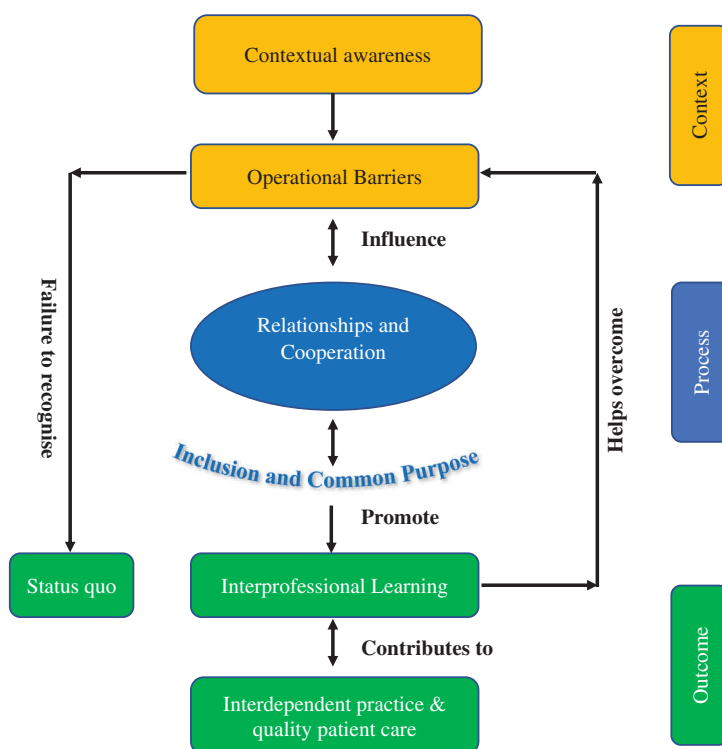 Contextual awareness
Context
Operational Barriers
Influence
Failure to recognise
Relationships and
Cooperation
Process
Helps overcome
Inclusion and Common Purpose
Promote
Status quo
Interprofessional Learning
Contributes to
Outcome
Interdependent practice &
quality patient care